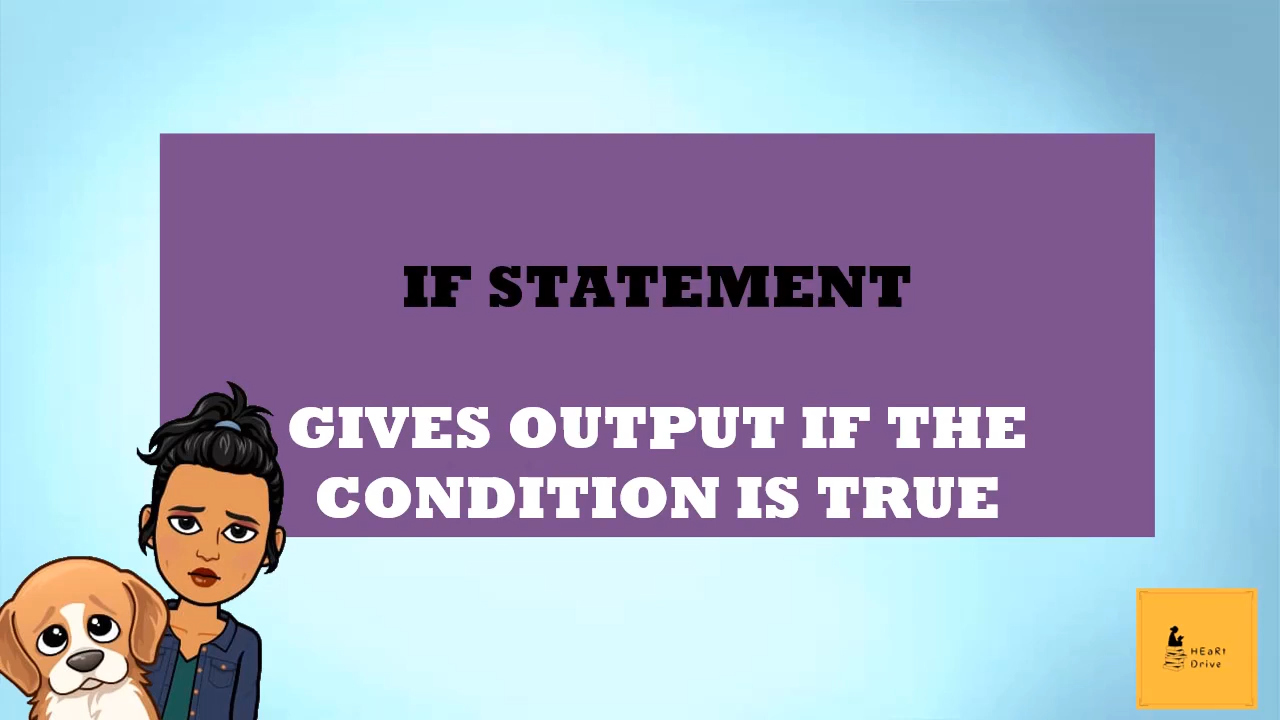 IF STATEMENT
GIVES OUTPUT IF THE
CONDITION IS TRUE
HEaRt
Drive